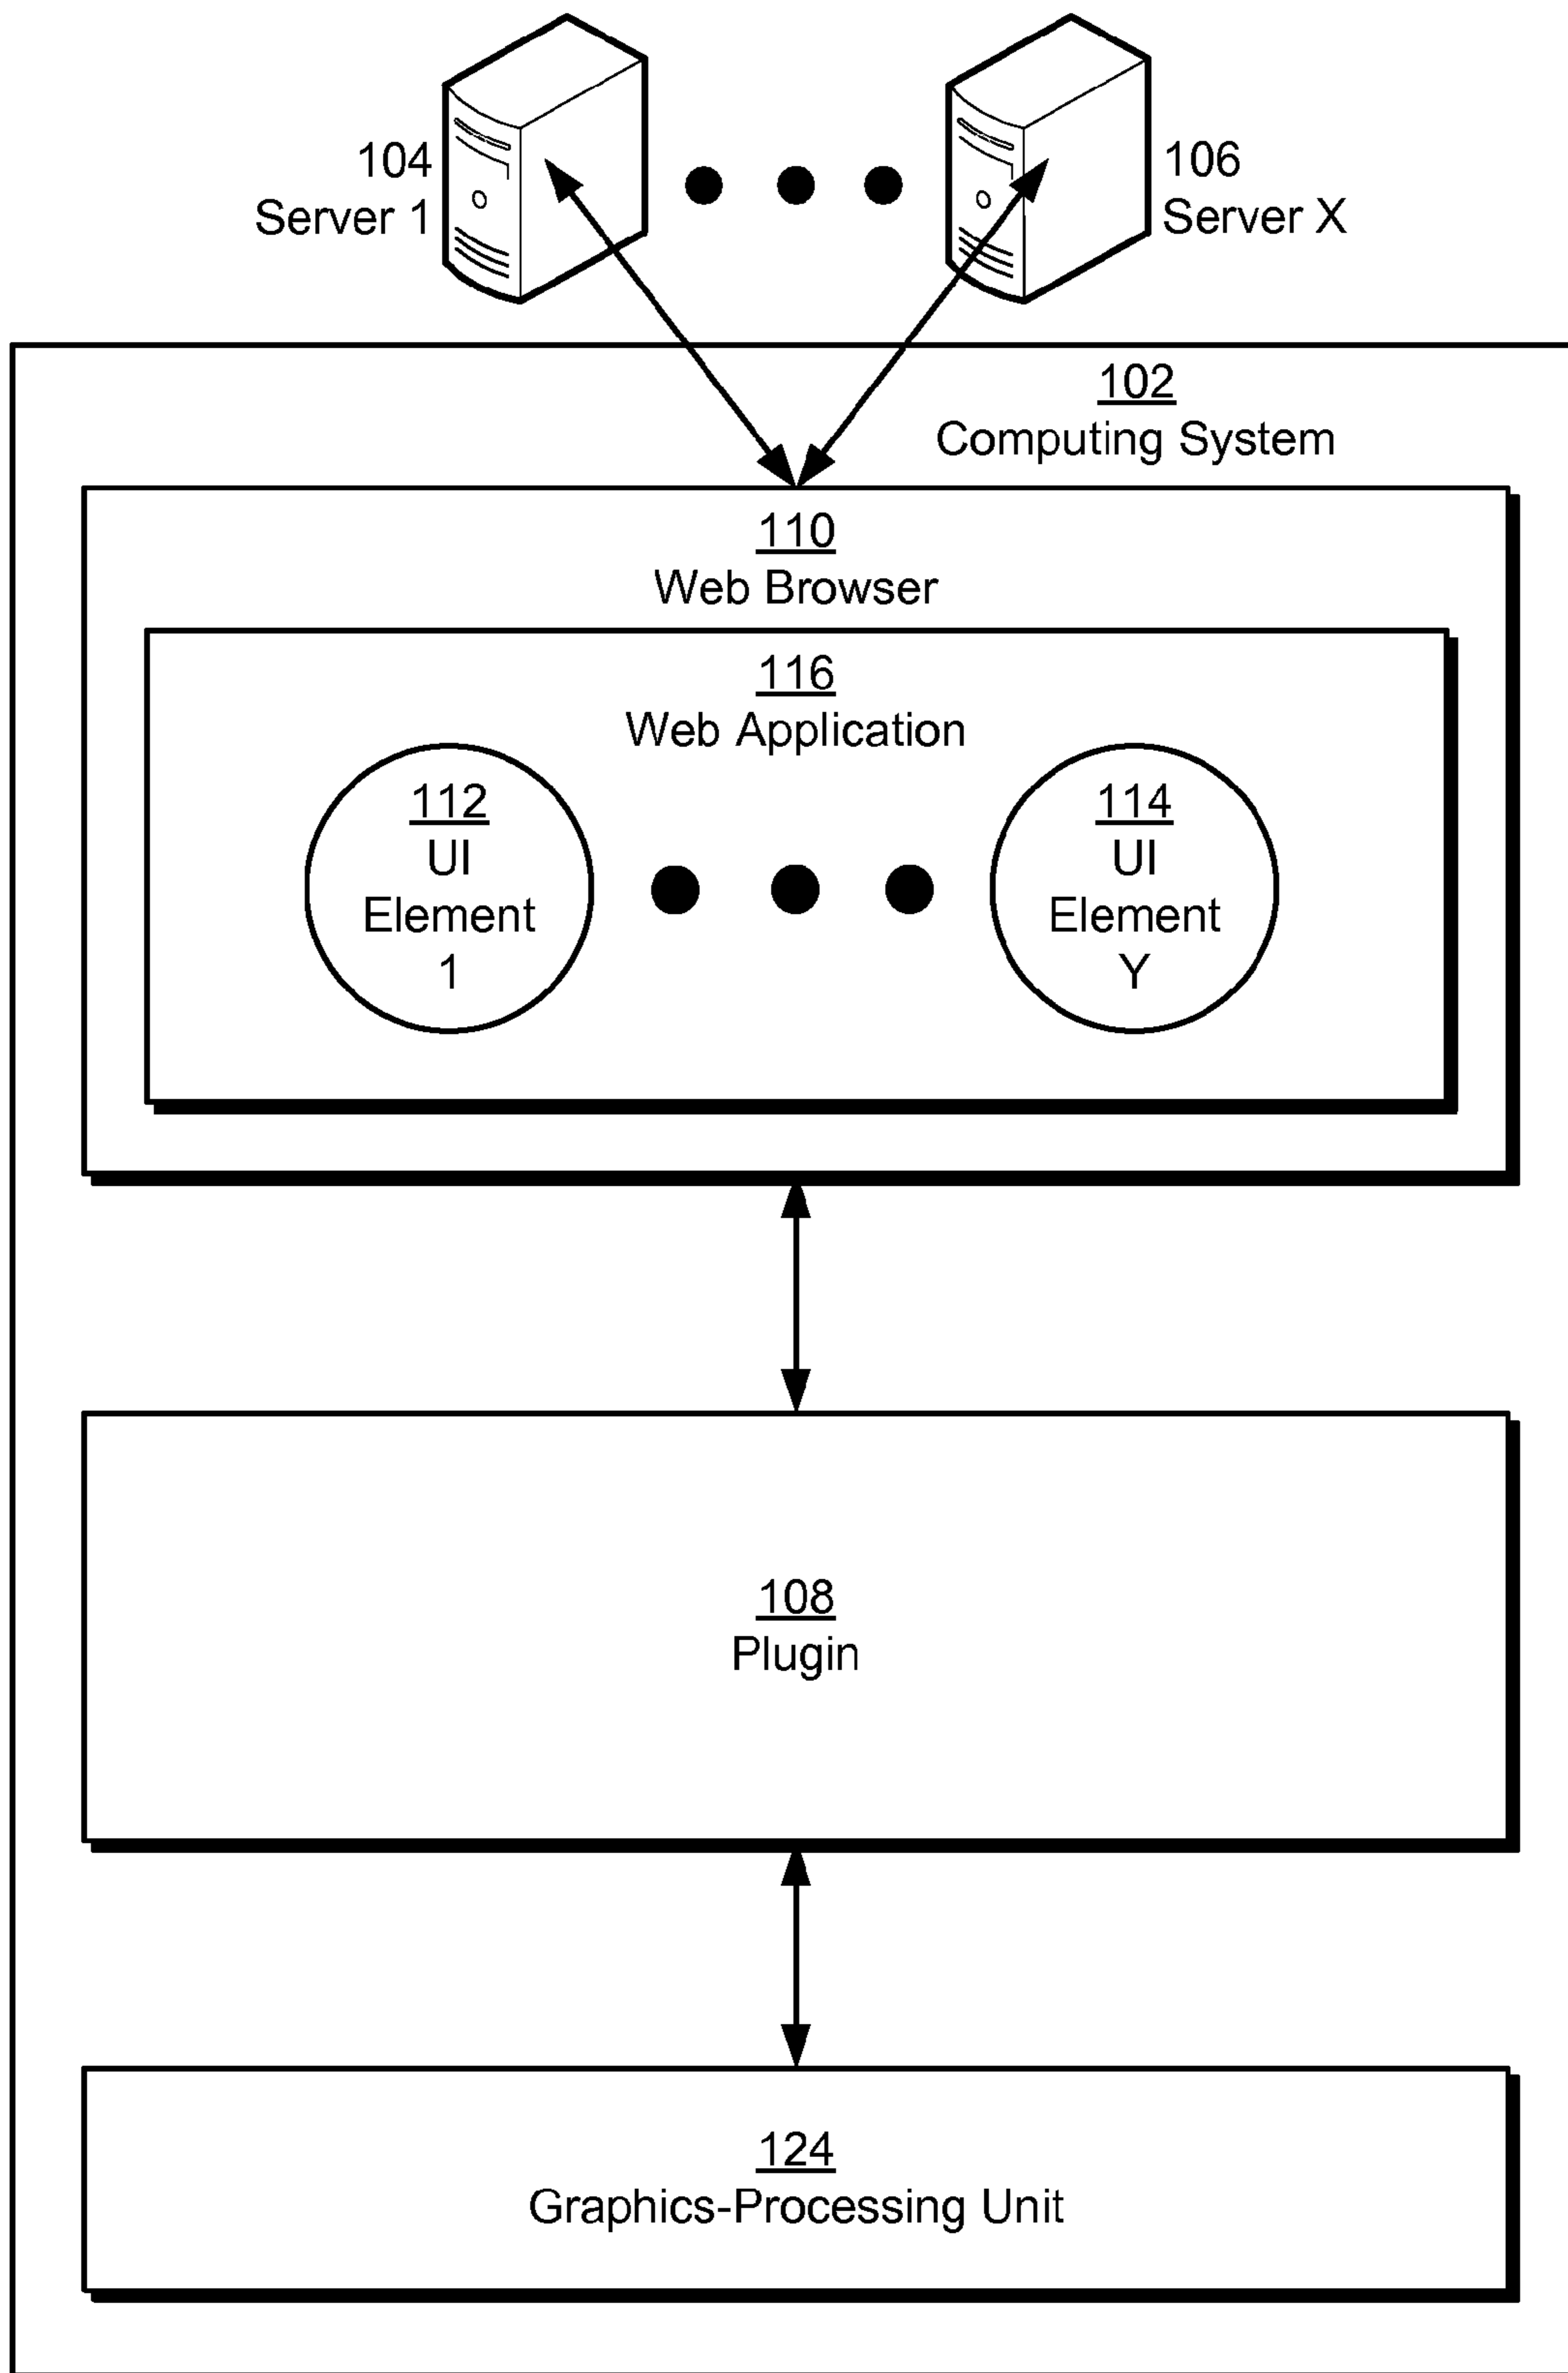 104
Server 1
106
Server X
102
Computing System
110
Web Browser
116
Web Application
112
UI
Element
1
114
UI
Element
Y
108
Plugin
124
Graphics-Processing Unit